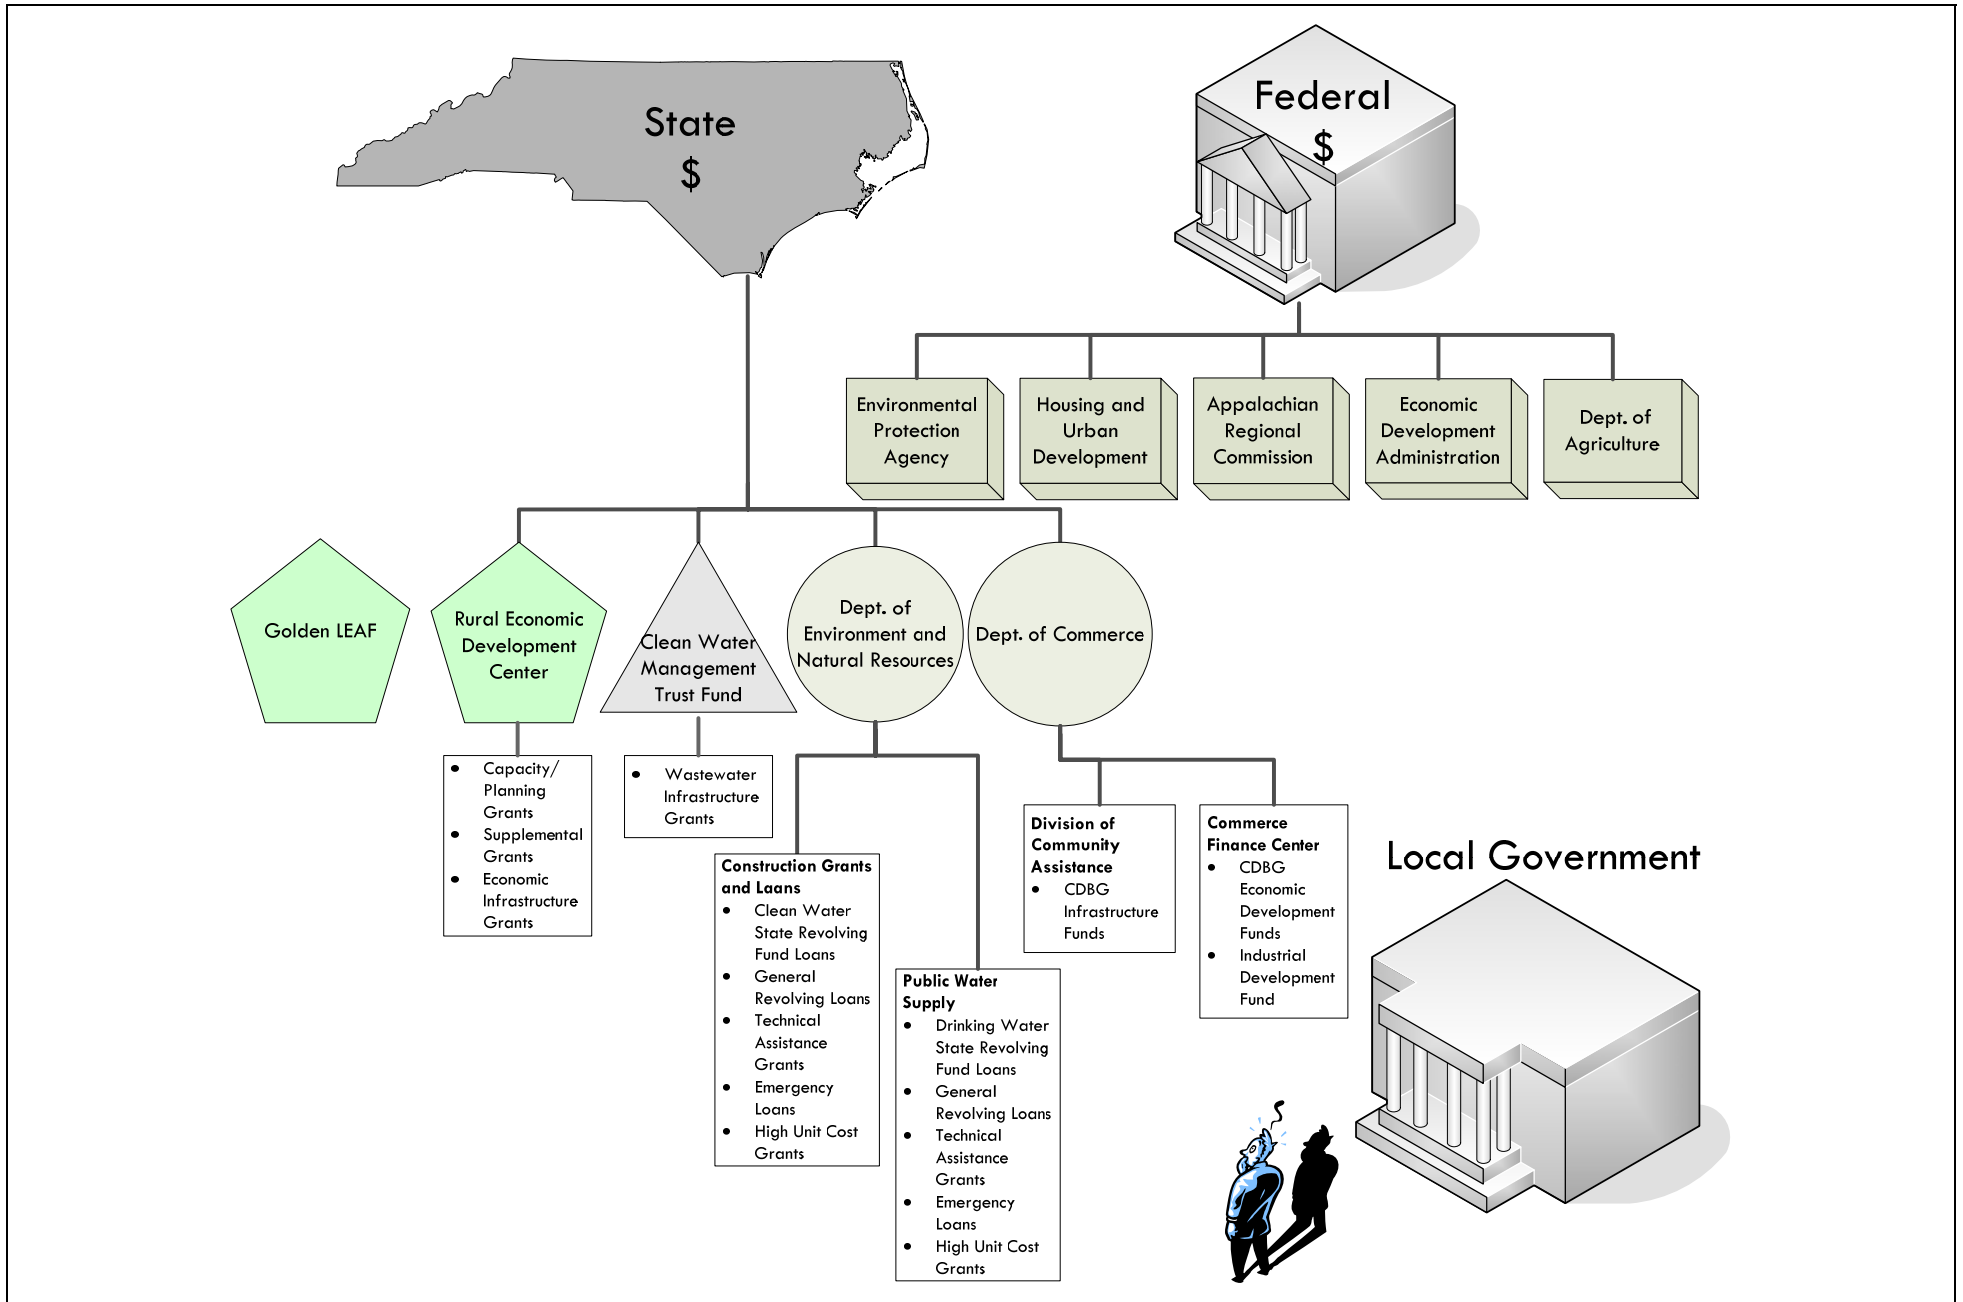 State
$
Federal
$
Environmental
Protection
Agency
Housing and
Urban
Development
Appalachian
Regional
Commission
Economic
Development
Administration
Dept. of
Agriculture
Golden LEAF
Rural Economic
Development
Center
Clean Water
Management
Trust Fund
Dept. of
Environment and
Natural Resources
Dept. of Commerce
• Capacity/
Planning
Grants
• Supplemental
Grants
• Economic
Infrastructure
Grants
• Wastewater
Infrastructure
Grants
Construction Grants
and Laans
• Clean Water
State Revolving
Fund Loans
• General
Revolving Loans
• Technical
Assistance
Grants
• Emergency
Loans
• High Unit Cost
Grants
Public Water
Supply
• Drinking Water
State Revolving
Fund Loans
• General
Revolving Loans
• Technical
Assistance
Grants
• Emergency
Loans
• High Unit Cost
Grants
Division of
Community
Assistance
• CDBG
Infrastructure
Funds
Commerce
Finance Center
• CDBG
Economic
Development
Funds
• Industrial
Development
Fund
Local Government